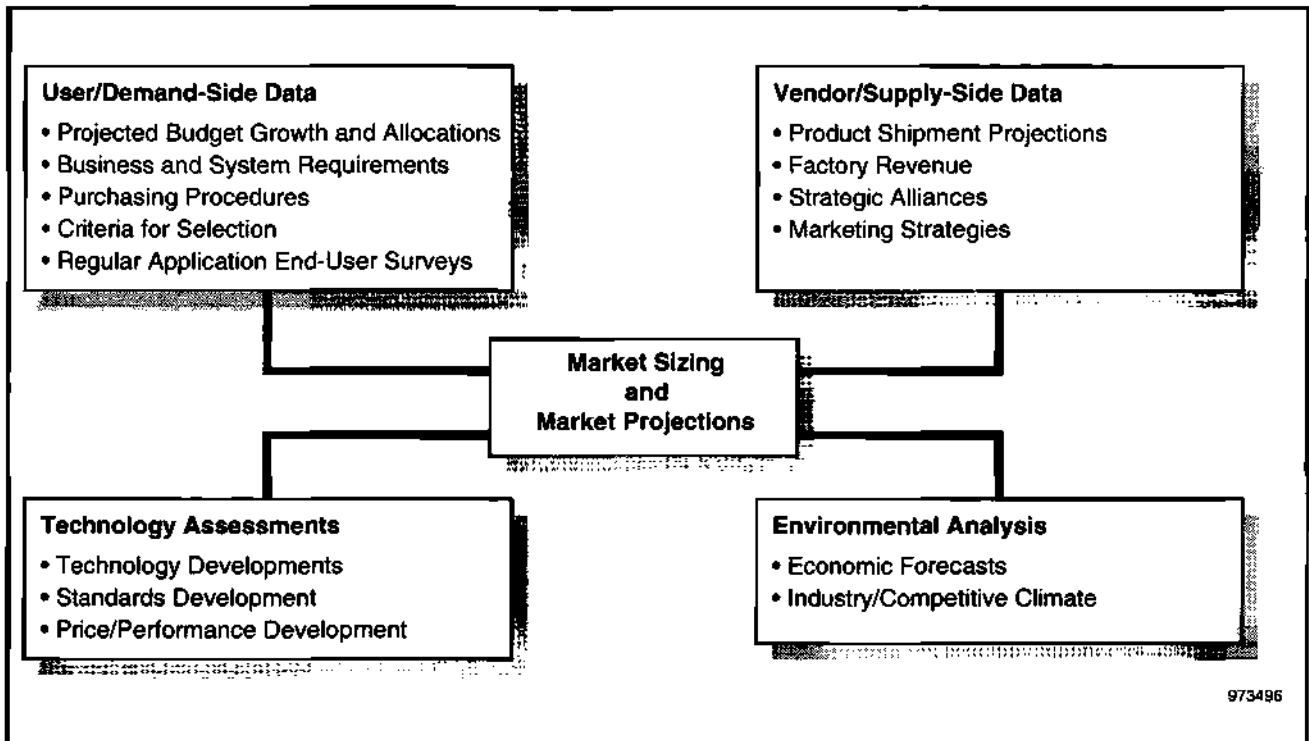 User/Demand-Side Data
• Projected Budget Growth and Allocations
• Business and System Requirements
• Purchasing Procedures
• Criteria for Selection
• Regular Application End-User Surveys
Vendor/Supply-Side Data
• Product Shipment Projections
• Factory Revenue
• Strategic Alliances
• Marketing Strategies
Market Sizing
and
Market Projections
Technology Assessments
• Technology Developments
• Standards Development
• Price/Performance Development
Environmental Analysis
• Economic Forecasts
• Industry/Competitive Climate
973496